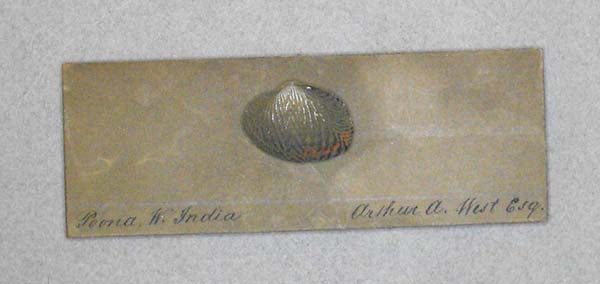 Poona, W. India
Arthur A. West Esq.